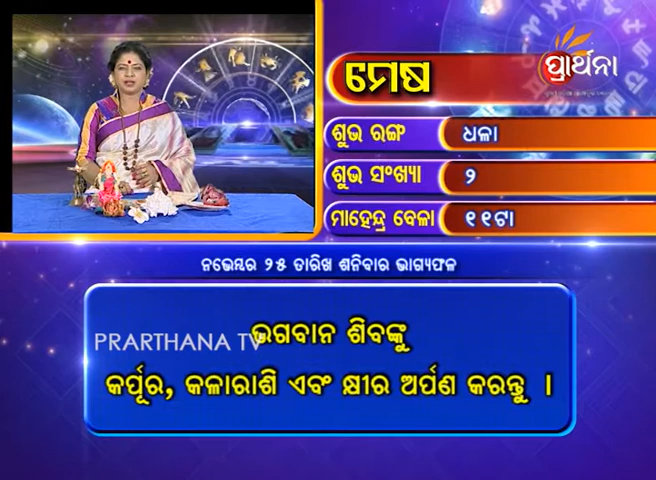 ମେଷ
ପ୍ରାର୍ଥନା
ଶୁଭ ରଙ୍ଗ ଧଳା
ଶୁଭ ସଂଖ୍ୟା ୨
ମାହେନ୍ଦ୍ର ବେଳା ୧୧ଟା
ନଭେମ୍ବର ୨୫ ତାରିଖ ଶନିବାର ଭାଗ୍ୟଫଳ
PRARTHANA TV
ଭଗବାନ ଶିବଙ୍କୁ
କର୍ପୂର, କଳାରାଶି ଏବଂ କ୍ଷୀର ଅର୍ପଣ କରନ୍ତୁ ।